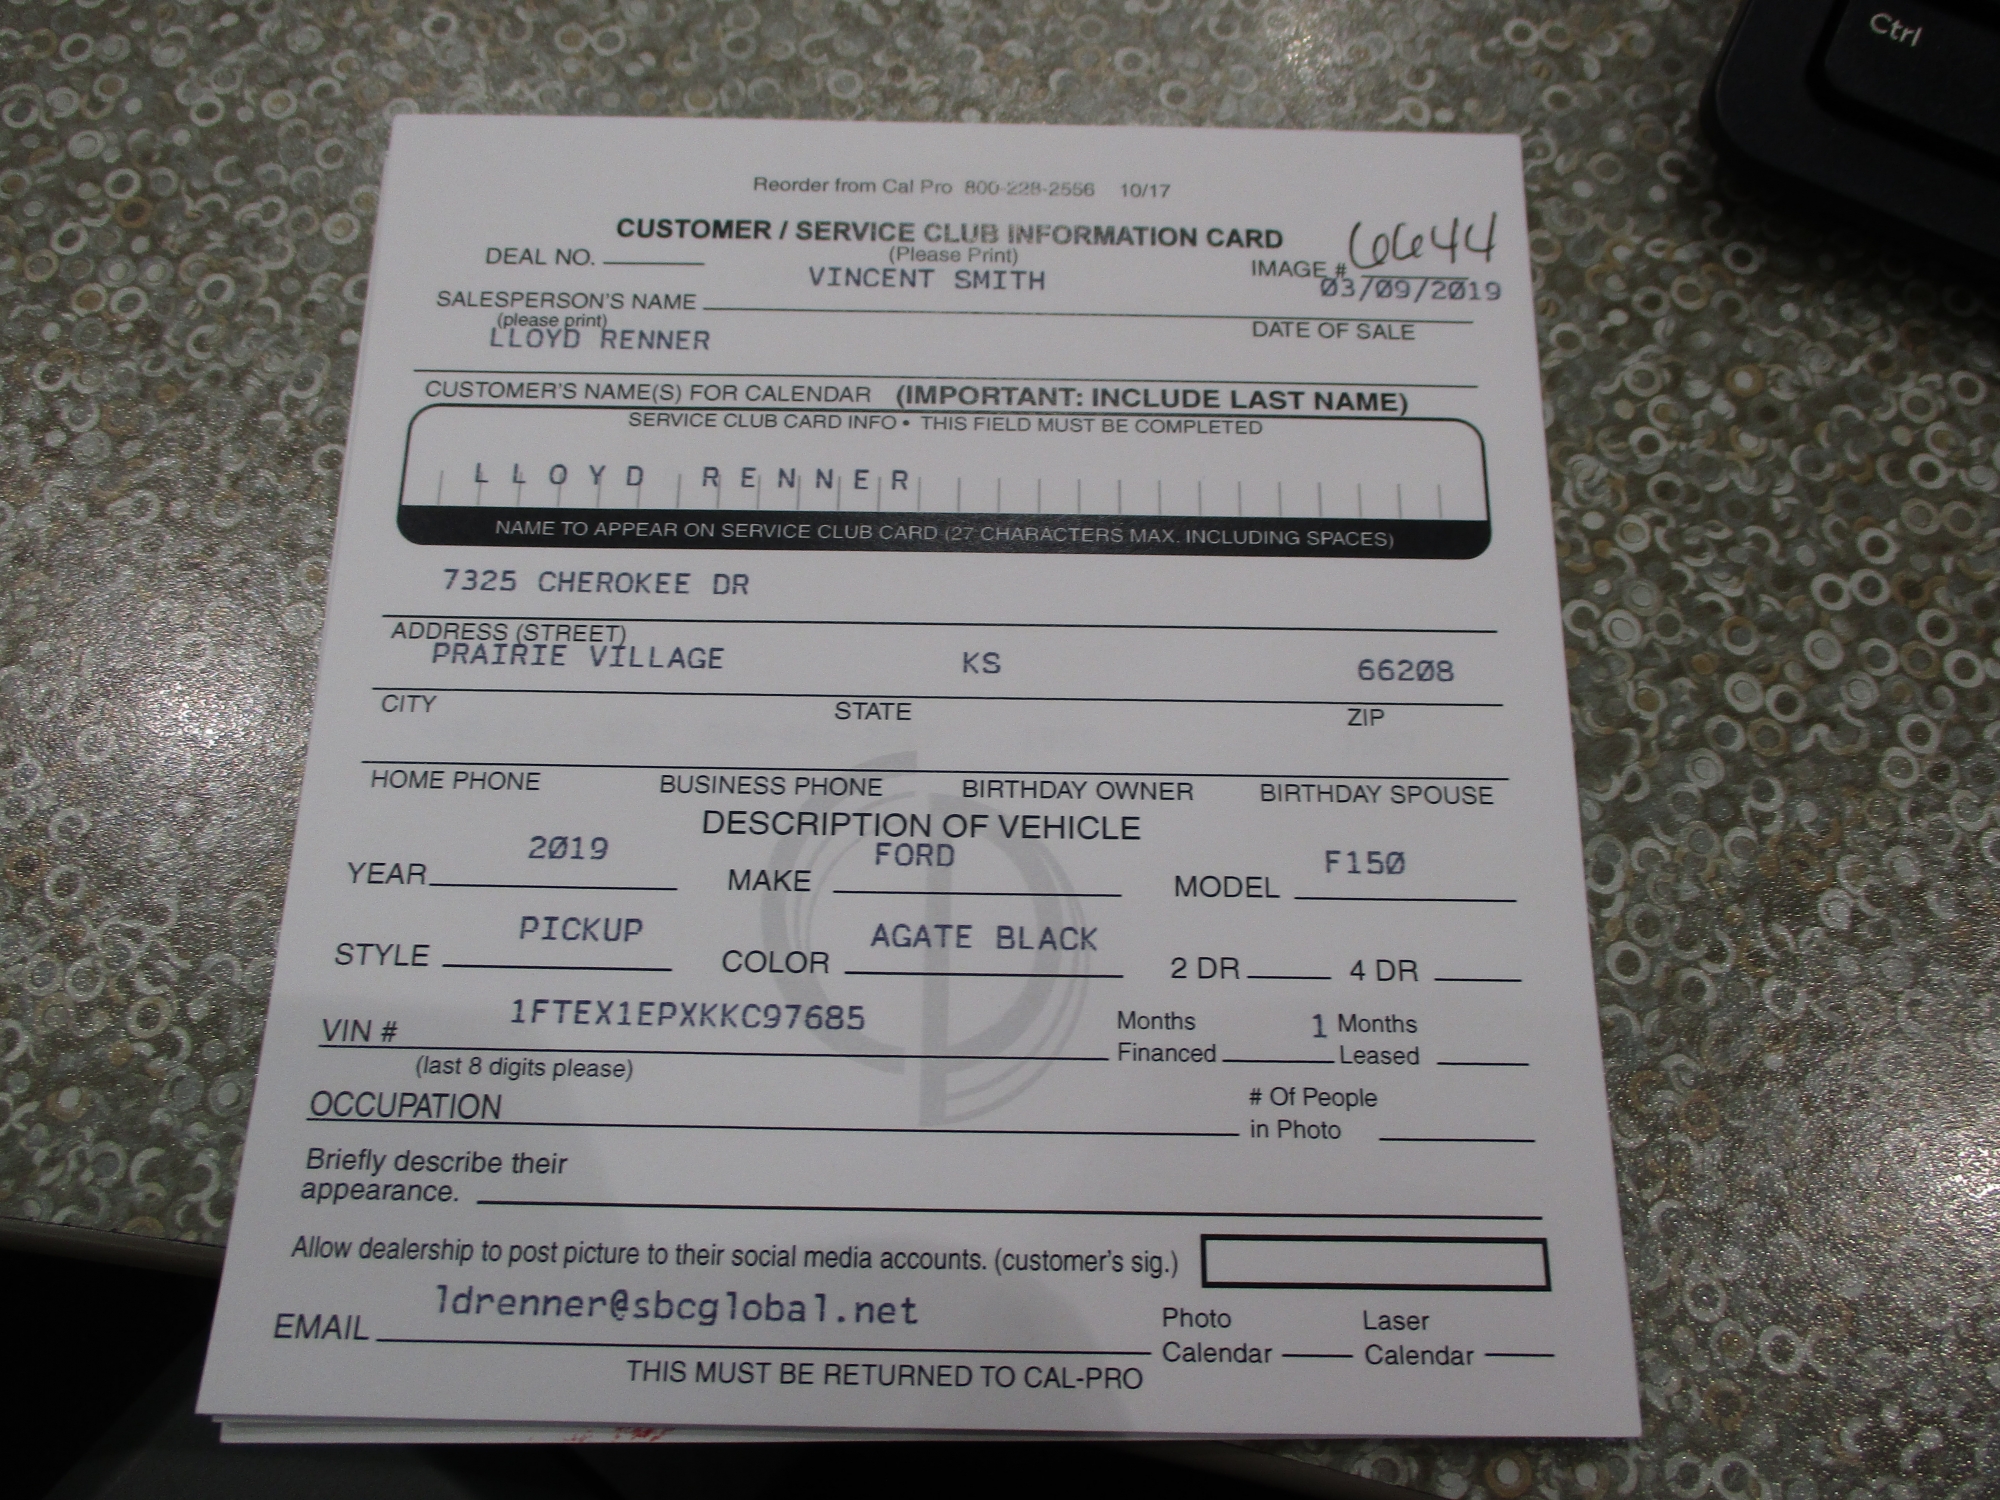 Ctrl
Reorder from Cal Pro 800-228-2556 10/17
CUSTOMER / SERVICE CLUB INFORMATION CARD
(Please Print)
DEAL NO.
IMAGE # 6644
VINCENT SMITH
03/09/2019
SALESPERSON'S NAME
(please print)
DATE OF SALE
LLOYD RENNER
CUSTOMER'S NAME(S) FOR CALENDAR (IMPORTANT: INCLUDE LAST NAME)
SERVICE CLUB CARD INFO • THIS FIELD MUST BE COMPLETED
LLOYD RENNER
NAME TO APPEAR ON SERVICE CLUB CARD (27 CHARACTERS MAX. INCLUDING SPACES)
7325 CHEROKEE DR
ADDRESS (STREET)
PRAIRIE VILLAGE KS 66208
CITY STATE ZIP
HOME PHONE BUSINESS PHONE BIRTHDAY OWNER BIRTHDAY SPOUSE
DESCRIPTION OF VEHICLE
YEAR 2019 MAKE FORD MODEL F150
STYLE PICKUP COLOR AGATE BLACK 2 DR 4 DR
VIN # 1FTEX1EPXKKC97685 Months Financed 1 Months Leased
(last 8 digits please)
OCCUPATION # Of People in Photo
Briefly describe their
appearance.
Allow dealership to post picture to their social media accounts. (customer's sig.)
EMAIL ldrenner@sbcglobal.net Photo Calendar Laser Calendar
THIS MUST BE RETURNED TO CAL-PRO